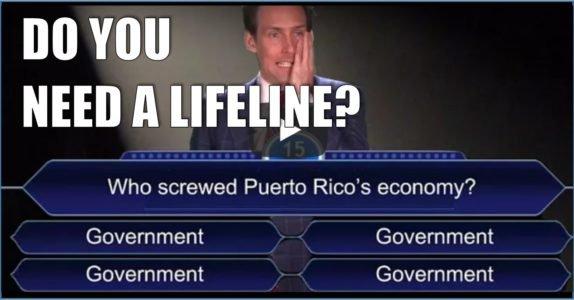 DO YOU
NEED A LIFELINE?
15
Who screwed Puerto Rico's economy?
Government
Government
Government
Government